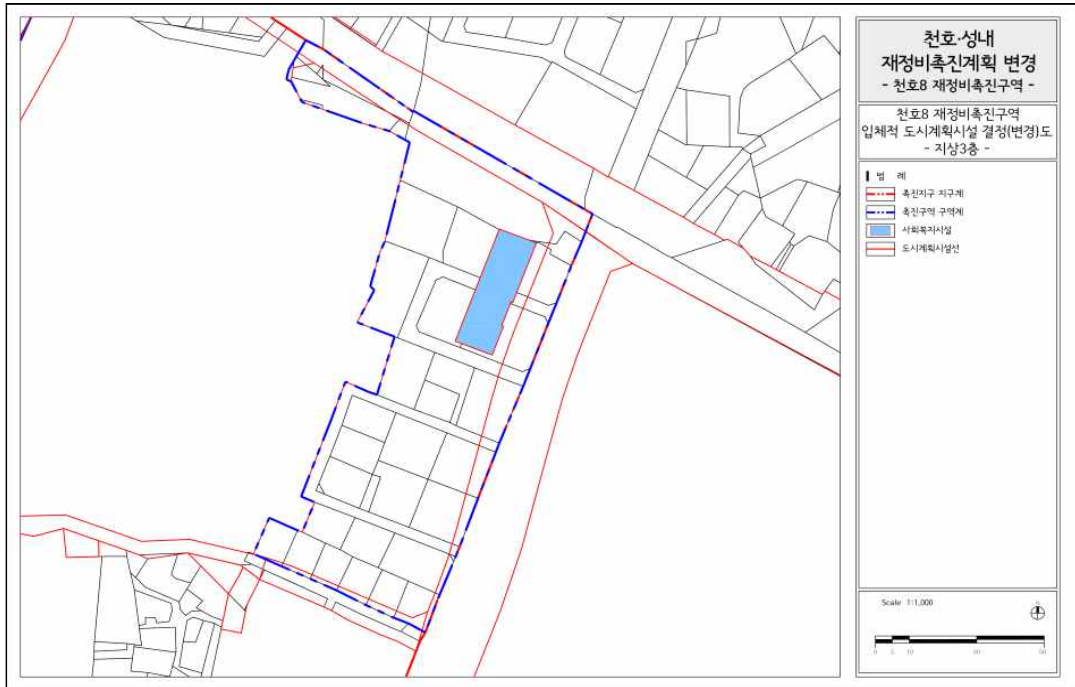 천호·성내
재정비촉진계획 변경
- 천호8 재정비촉진구역 -
천호8 재정비촉진구역
입체적 도시계획시설 결정(변경)도
- 지상3층 -
범 례
촉진지구 지구계
촉진구역 구역계
사회복지시설
도시계획시설선
Scale 1:1,000
0 5 10 30 50